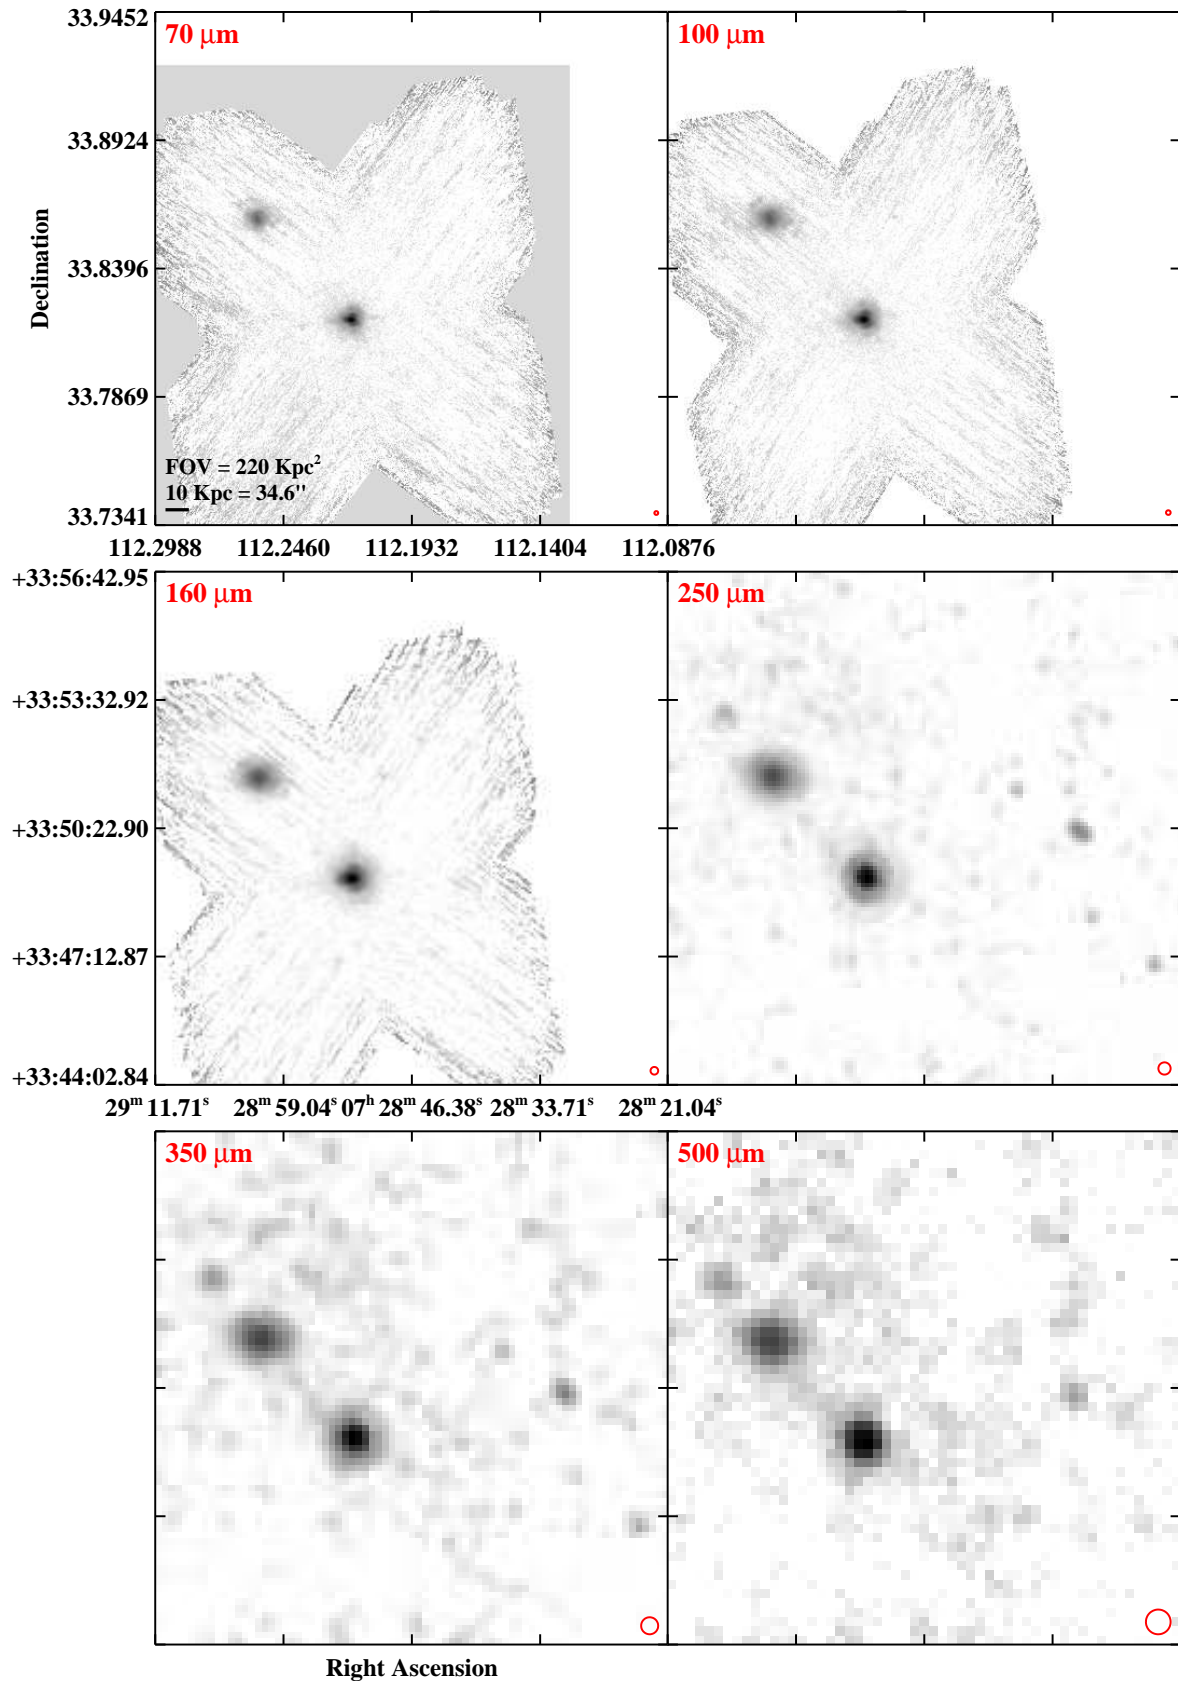 33.9452
70 μm
100 μm
33.8924
33.8396
33.7869
33.7341
Declination
FOV = 220 Kpc²
10 Kpc = 34.6"
112.2988 112.2460 112.1932 112.1404 112.0876
+33:56:42.95
160 μm
250 μm
+33:53:32.92
+33:50:22.90
+33:47:12.87
+33:44:02.84
29ᵐ 11.71ˢ 28ᵐ 59.04ˢ 07ʰ 28ᵐ 46.38ˢ 28ᵐ 33.71ˢ 28ᵐ 21.04ˢ
350 μm
500 μm
Right Ascension